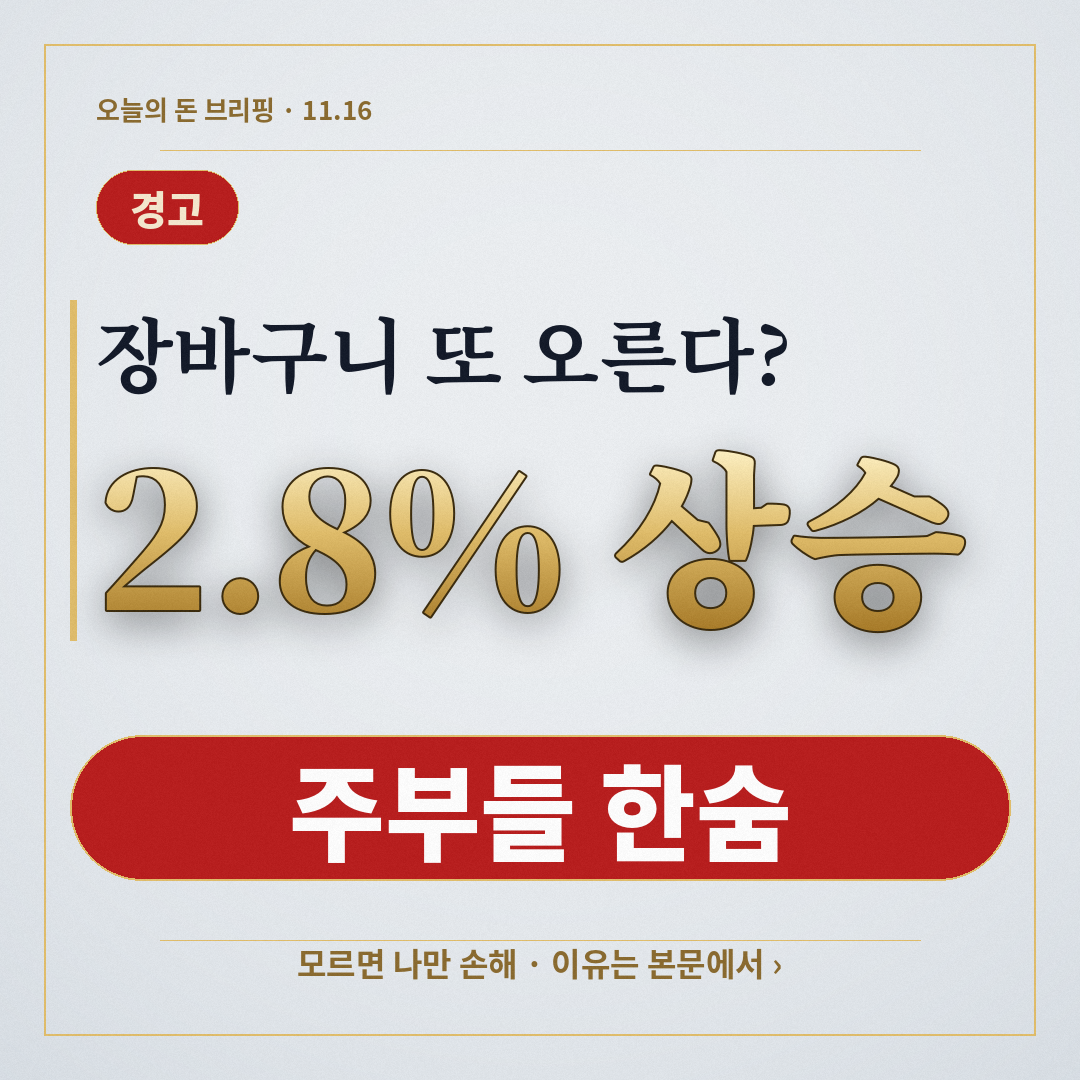 오늘의 돈 브리핑 · 11.16
경고
장바구니 또 오른다?
2.8% 상승
주부들 한숨
모르면 나만 손해 · 이유는 본문에서 ›